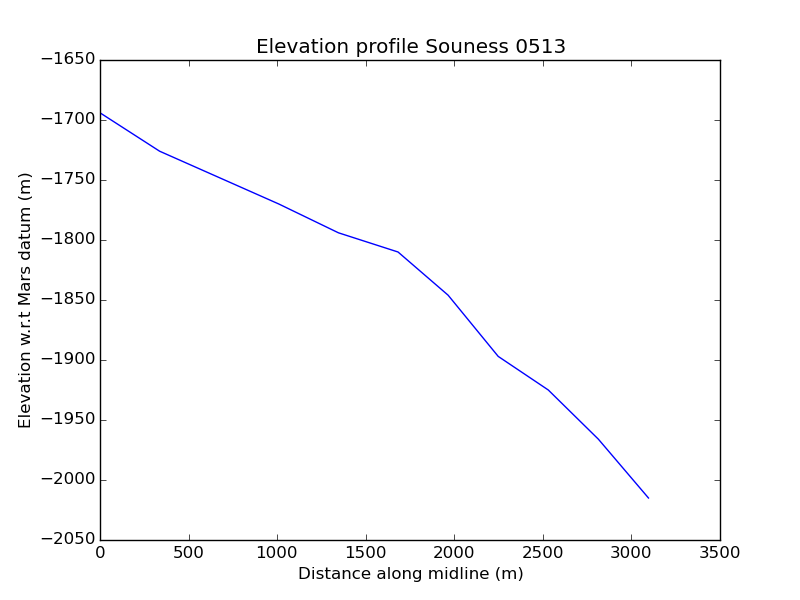 Elevation profile Souness 0513
Elevation w.r.t Mars datum (m)
−1650
−1700
−1750
−1800
−1850
−1900
−1950
−2000
−2050
0 500 1000 1500 2000 2500 3000 3500
Distance along midline (m)